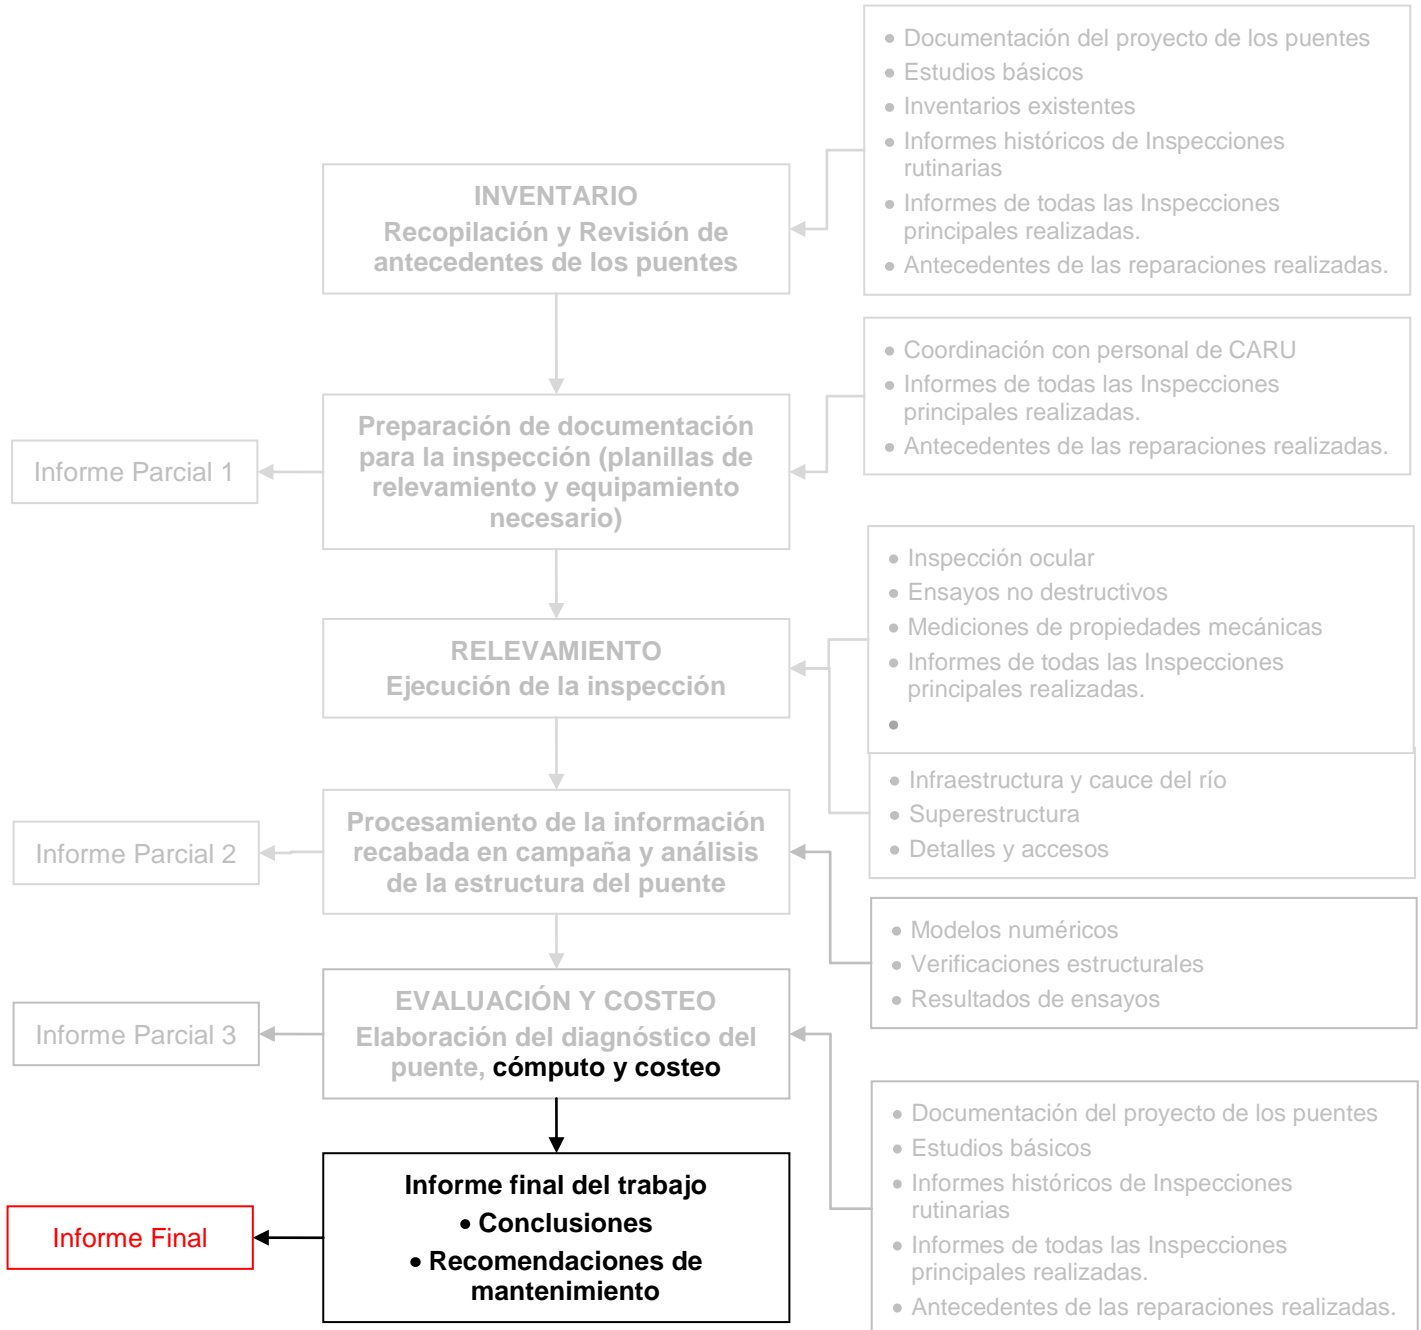 • Documentación del proyecto de los puentes
• Estudios básicos
• Inventarios existentes
• Informes históricos de Inspecciones
rutinarias
• Informes de todas las Inspecciones
principales realizadas.
• Antecedentes de las reparaciones realizadas.
INVENTARIO
Recopilación y Revisión de
antecedentes de los puentes
• Coordinación con personal de CARU
• Informes de todas las Inspecciones
principales realizadas.
• Antecedentes de las reparaciones realizadas.
Preparación de documentación
para la inspección (planillas de
relevamiento y equipamiento
necesario)
Informe Parcial 1
• Inspección ocular
• Ensayos no destructivos
• Mediciones de propiedades mecánicas
• Informes de todas las Inspecciones
principales realizadas.
•
RELEVAMIENTO
Ejecución de la inspección
• Infraestructura y cauce del río
• Superestructura
• Detalles y accesos
Procesamiento de la información
recabada en campaña y análisis
de la estructura del puente
Informe Parcial 2
• Modelos numéricos
• Verificaciones estructurales
• Resultados de ensayos
EVALUACIÓN Y COSTEO
Elaboración del diagnóstico del
puente, cómputo y costeo
Informe Parcial 3
• Documentación del proyecto de los puentes
• Estudios básicos
• Informes históricos de Inspecciones
rutinarias
• Informes de todas las Inspecciones
principales realizadas.
• Antecedentes de las reparaciones realizadas.
Informe final del trabajo
• Conclusiones
• Recomendaciones de
mantenimiento
Informe Final